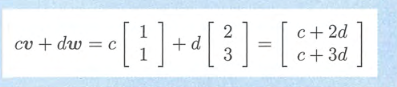 cv + dw = c [ 1 1 ] + d [ 2 3 ] = [ c + 2d c + 3d ]